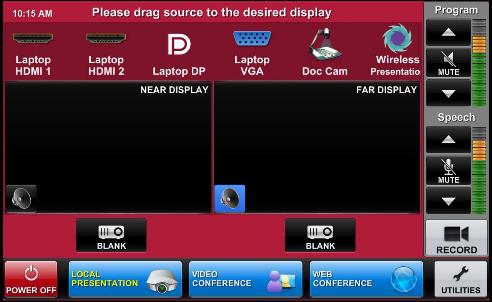 10:15 AM
Please drag source to the desired display
Program
Laptop
HDMI 1
Laptop
HDMI 2
Laptop DP
Laptop
VGA
Doc Cam
Wireless
Presentatio
MUTE
NEAR DISPLAY
FAR DISPLAY
Speech
MUTE
BLANK
BLANK
RECORD
POWER OFF
LOCAL
PRESENTATION
VIDEO
CONFERENCE
WEB
CONFERENCE
UTILITIES